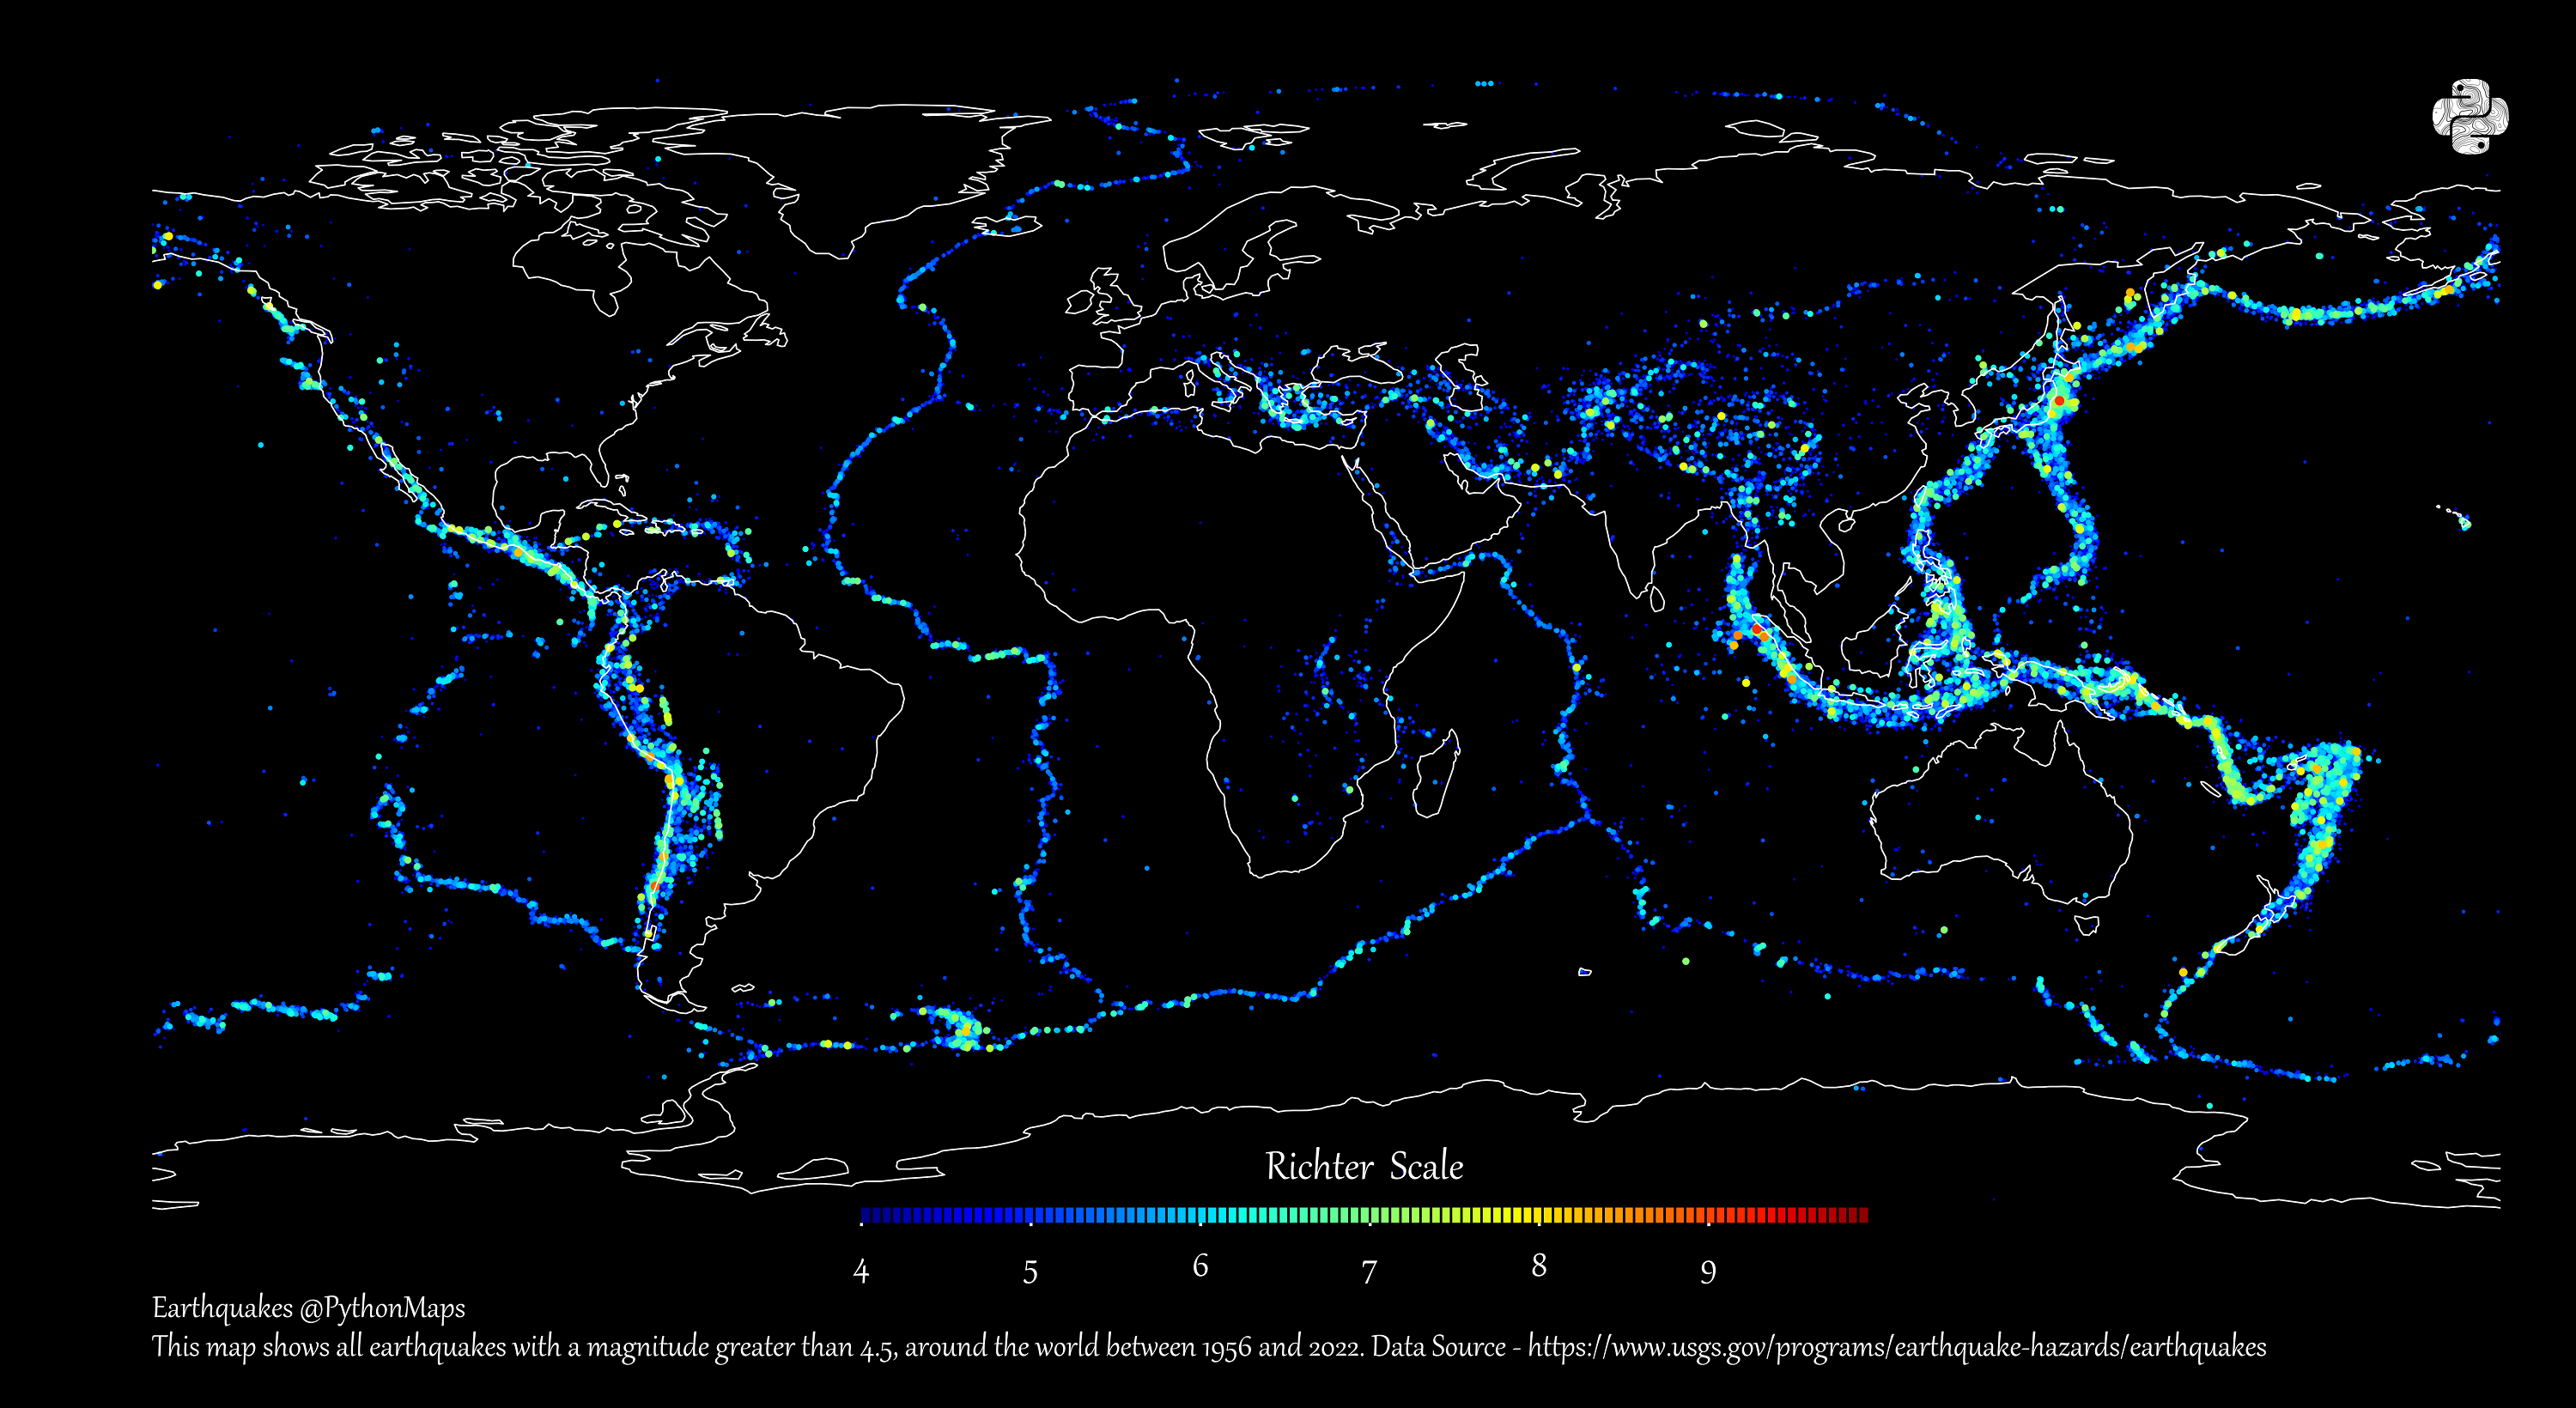 Richter Scale
4 5 6 7 8 9
Earthquakes @PythonMaps
This map shows all earthquakes with a magnitude greater than 4.5, around the world between 1956 and 2022. Data Source - https://www.usgs.gov/programs/earthquake-hazards/earthquakes